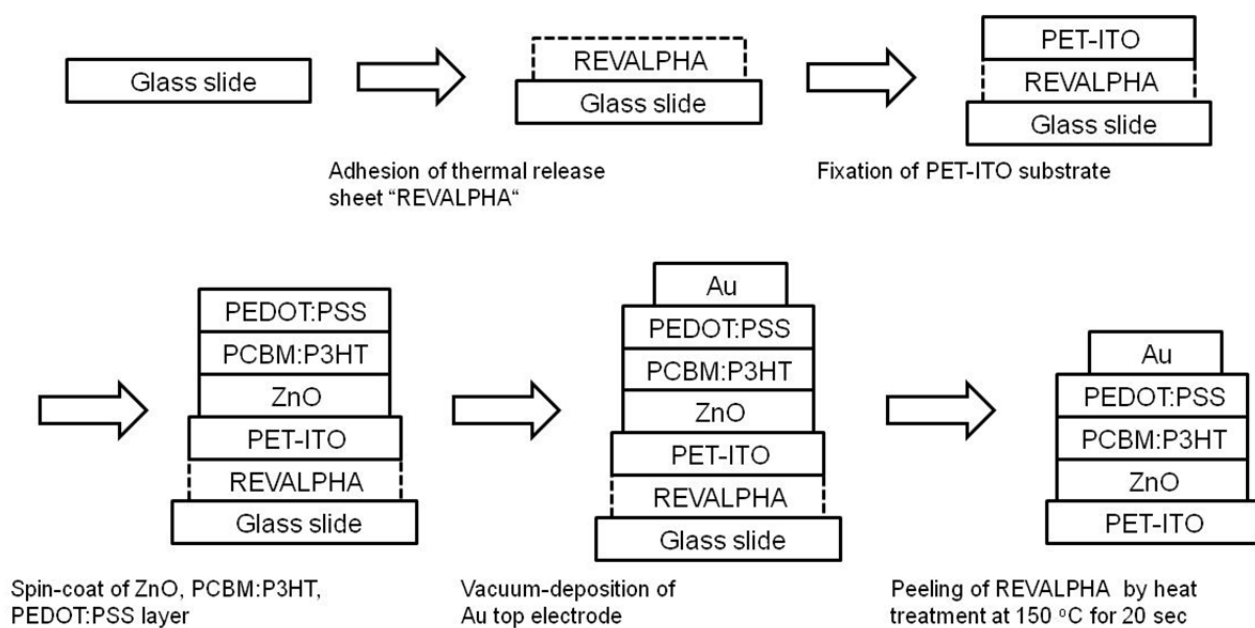 Glass slide
REVALPHA
Glass slide
Adhesion of thermal release
sheet “REVALPHA“
PET-ITO
REVALPHA
Glass slide
Fixation of PET-ITO substrate
PEDOT:PSS
PCBM:P3HT
ZnO
PET-ITO
REVALPHA
Glass slide
Spin-coat of ZnO, PCBM:P3HT,
PEDOT:PSS layer
Au
PEDOT:PSS
PCBM:P3HT
ZnO
PET-ITO
REVALPHA
Glass slide
Vacuum-deposition of
Au top electrode
Au
PEDOT:PSS
PCBM:P3HT
ZnO
PET-ITO
Peeling of REVALPHA by heat
treatment at 150 ºC for 20 sec